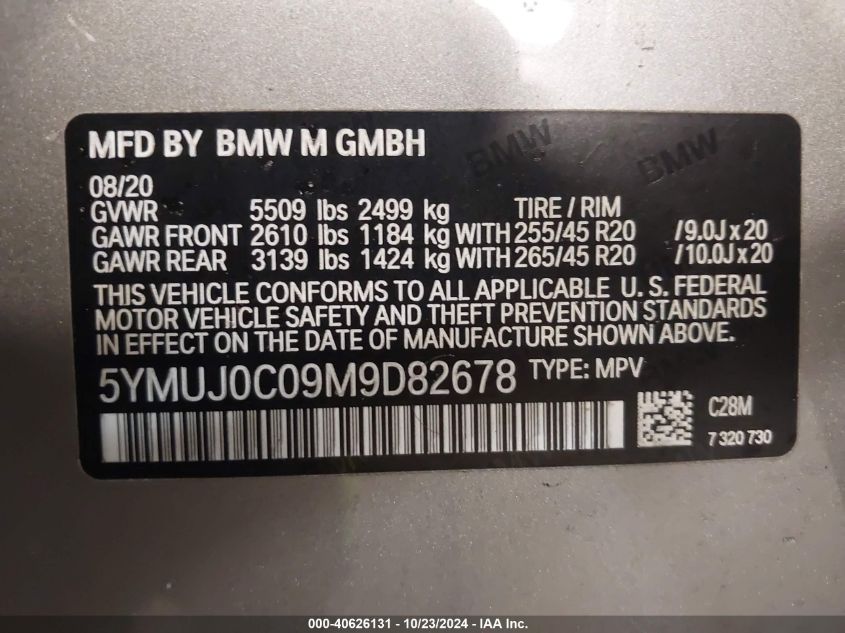 BMW BMW
MFD BY BMW M GMBH
08/20
GVWR 5509 lbs 2499 kg TIRE / RIM
GAWR FRONT 2610 lbs 1184 kg WITH 255/45 R20 /9.0J x 20
GAWR REAR 3139 lbs 1424 kg WITH 265/45 R20 /10.0J x 20
THIS VEHICLE CONFORMS TO ALL APPLICABLE U. S. FEDERAL
MOTOR VEHICLE SAFETY AND THEFT PREVENTION STANDARDS
IN EFFECT ON THE DATE OF MANUFACTURE SHOWN ABOVE.
5YMUJ0C09M9D82678 TYPE: MPV
C28M
7 320 730
000-40626131 - 10/23/2024 - IAA Inc.